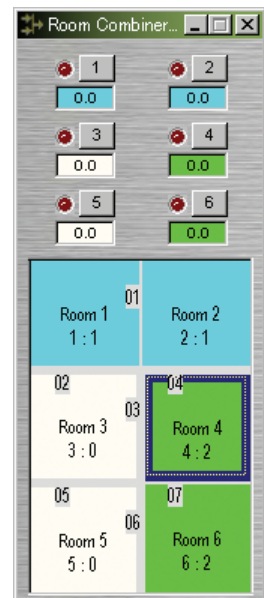 Room Combiner...
1 2
0.0 0.0
3 4
0.0 0.0
5 6
0.0 0.0
01
Room 1 Room 2
1 : 1 2 : 1
02 04
03
Room 3 Room 4
3 : 0 4 : 2
05 07
06
Room 5 Room 6
5 : 0 6 : 2